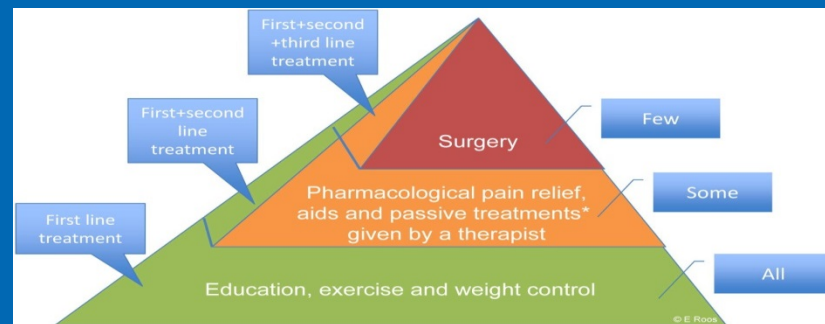 First+second
+third line
treatment
First+second
line
treatment
First line
treatment
Surgery
Few
Pharmacological pain relief,
aids and passive treatments*
given by a therapist
Some
Education, exercise and weight control
All
© E Roos